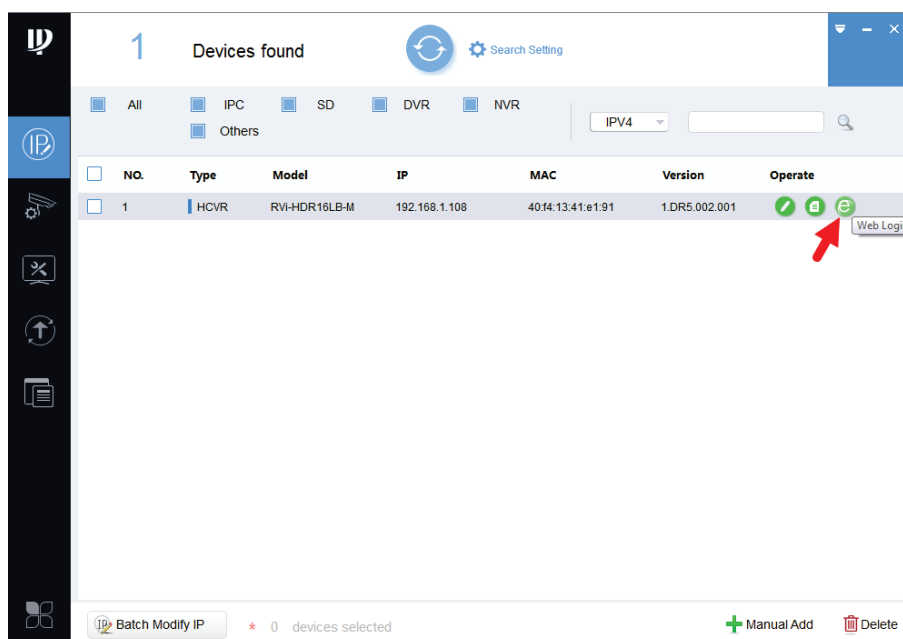 1 Devices found Search Setting
All IPC SD DVR NVR
Others
IPV4
NO. Type Model IP MAC Version Operate
1 HCVR RVi-HDR16LB-M 192.168.1.108 40:f4:13:41:e1:91 1.DR5.002.001
Web Logi
IP Batch Modify IP * 0 devices selected Manual Add Delete